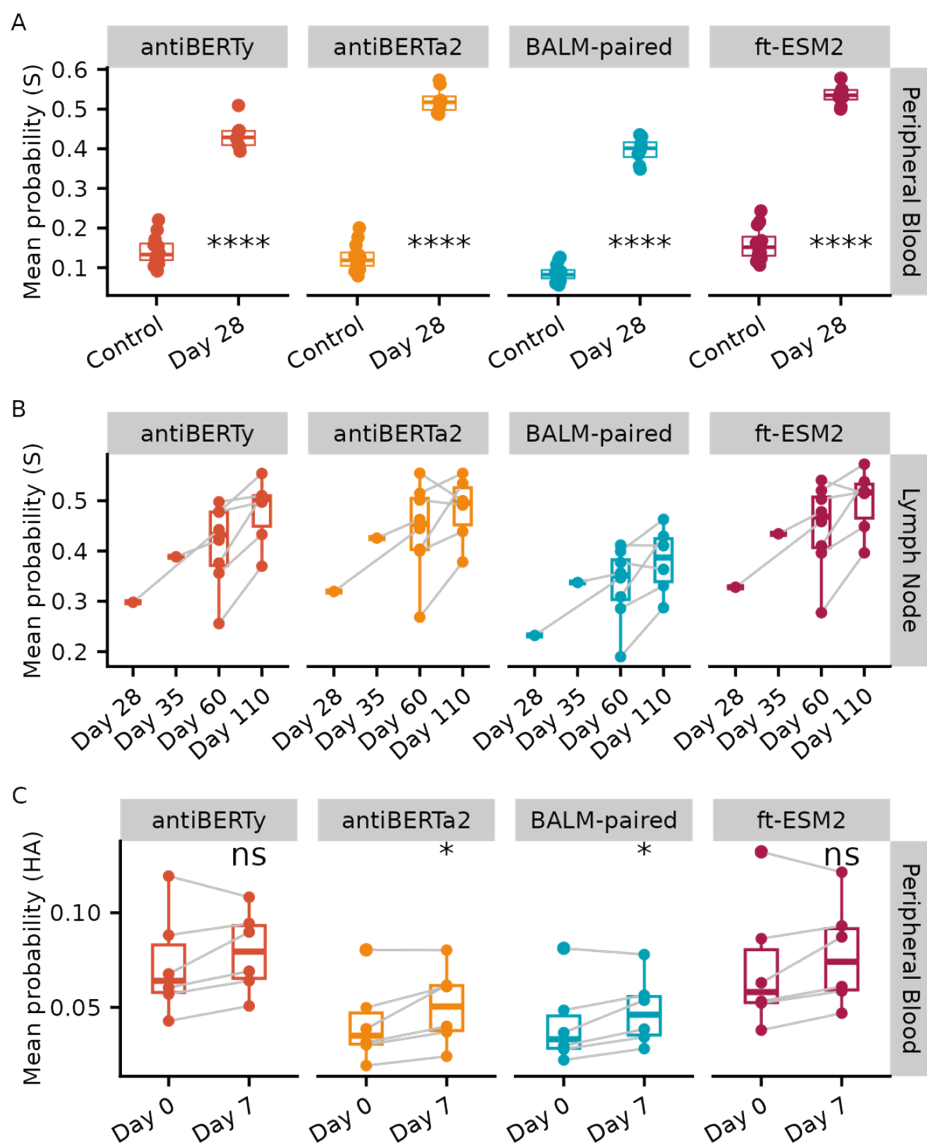 A
antiBERTy antiBERTa2 BALM-paired ft-ESM2
Mean probability (S)
0.6
0.5
0.4
0.3
0.2
0.1
**** **** **** ****
Peripheral Blood
Control Day 28 Control Day 28 Control Day 28 Control Day 28
B
antiBERTy antiBERTa2 BALM-paired ft-ESM2
Mean probability (S)
0.5
0.4
0.3
0.2
Lymph Node
Day 28 Day 35 Day 60 Day 110 Day 28 Day 35 Day 60 Day 110 Day 28 Day 35 Day 60 Day 110 Day 28 Day 35 Day 60 Day 110
C
antiBERTy antiBERTa2 BALM-paired ft-ESM2
Mean probability (HA)
ns * * ns
0.10
0.05
Peripheral Blood
Day 0 Day 7 Day 0 Day 7 Day 0 Day 7 Day 0 Day 7